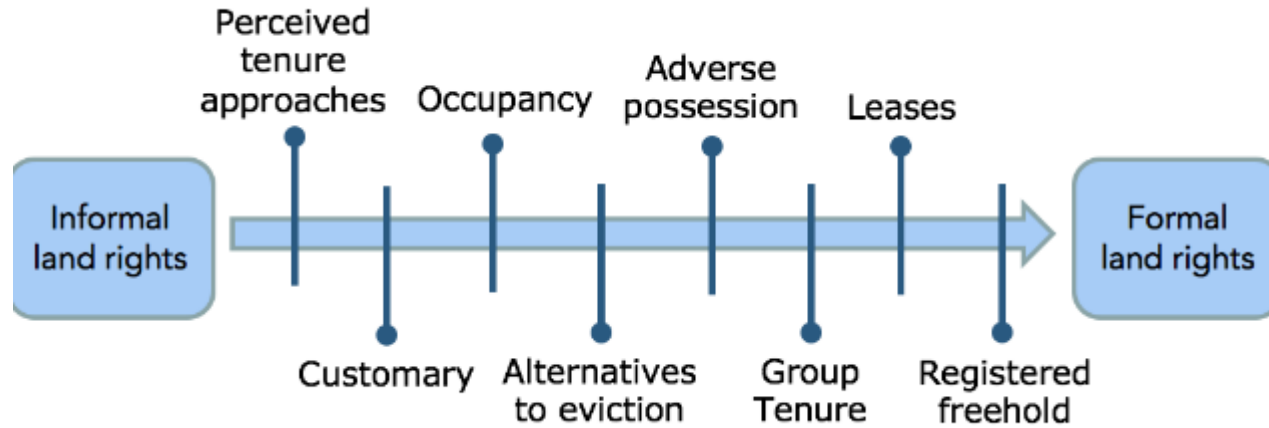 Perceived
tenure
approaches
Occupancy
Adverse
possession
Leases
Informal
land rights
Formal
land rights
Customary
Alternatives
to eviction
Group
Tenure
Registered
freehold